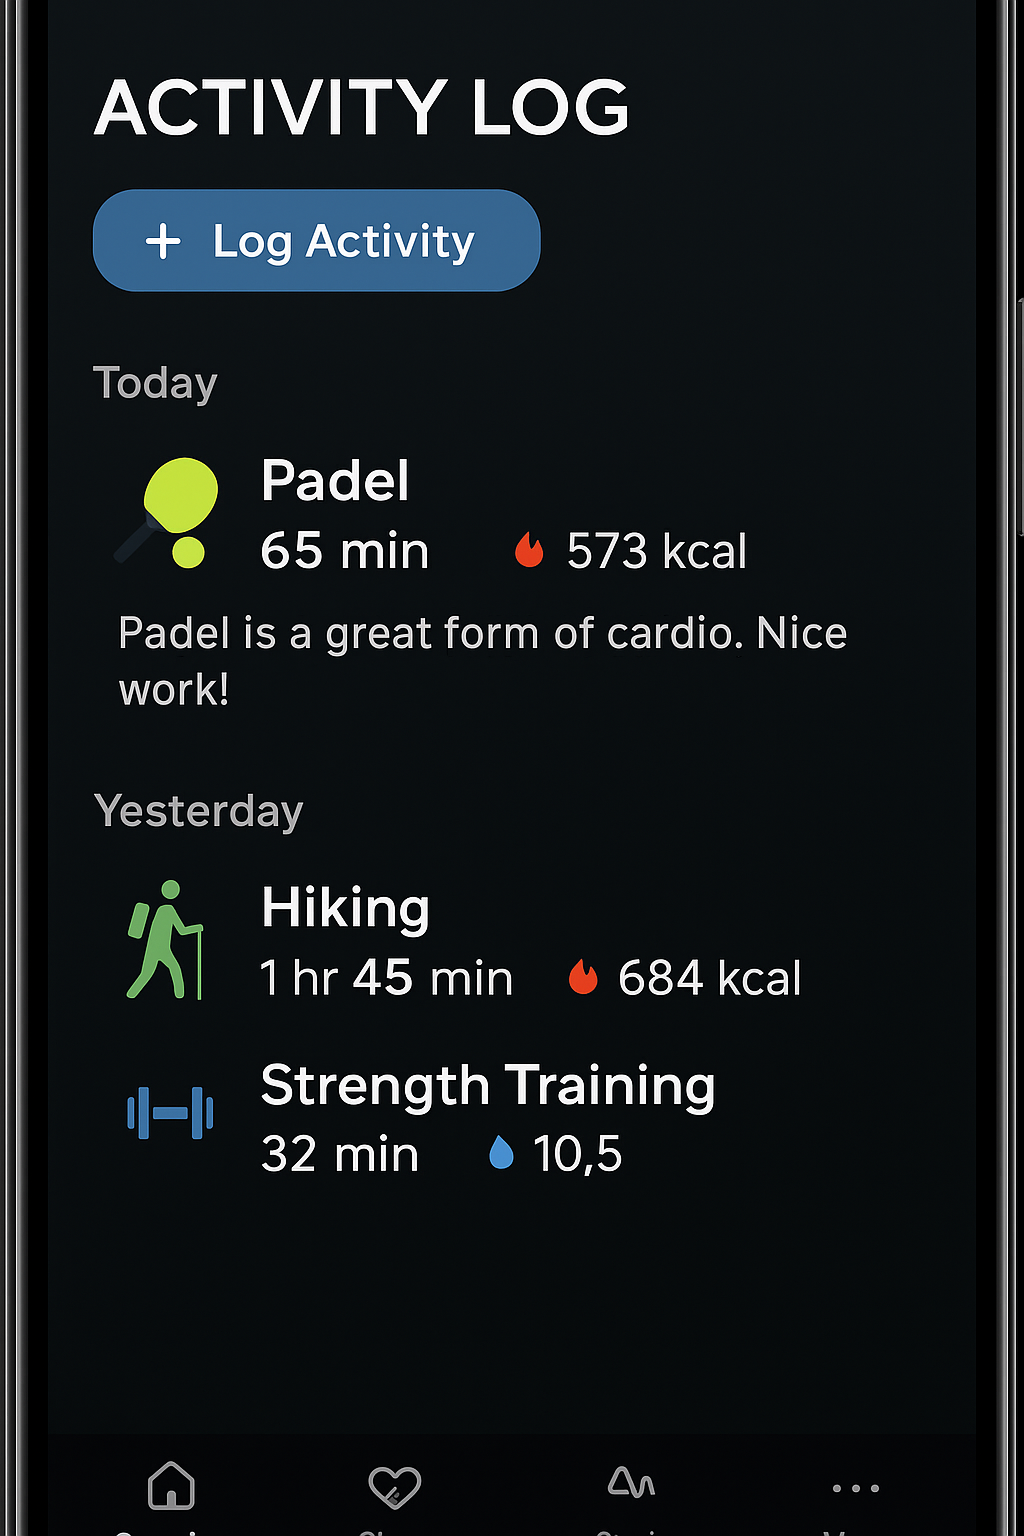 ACTIVITY LOG
+ Log Activity
Today
Padel
65 min 573 kcal
Padel is a great form of cardio. Nice
work!
Yesterday
Hiking
1 hr 45 min 684 kcal
Strength Training
32 min 10,5